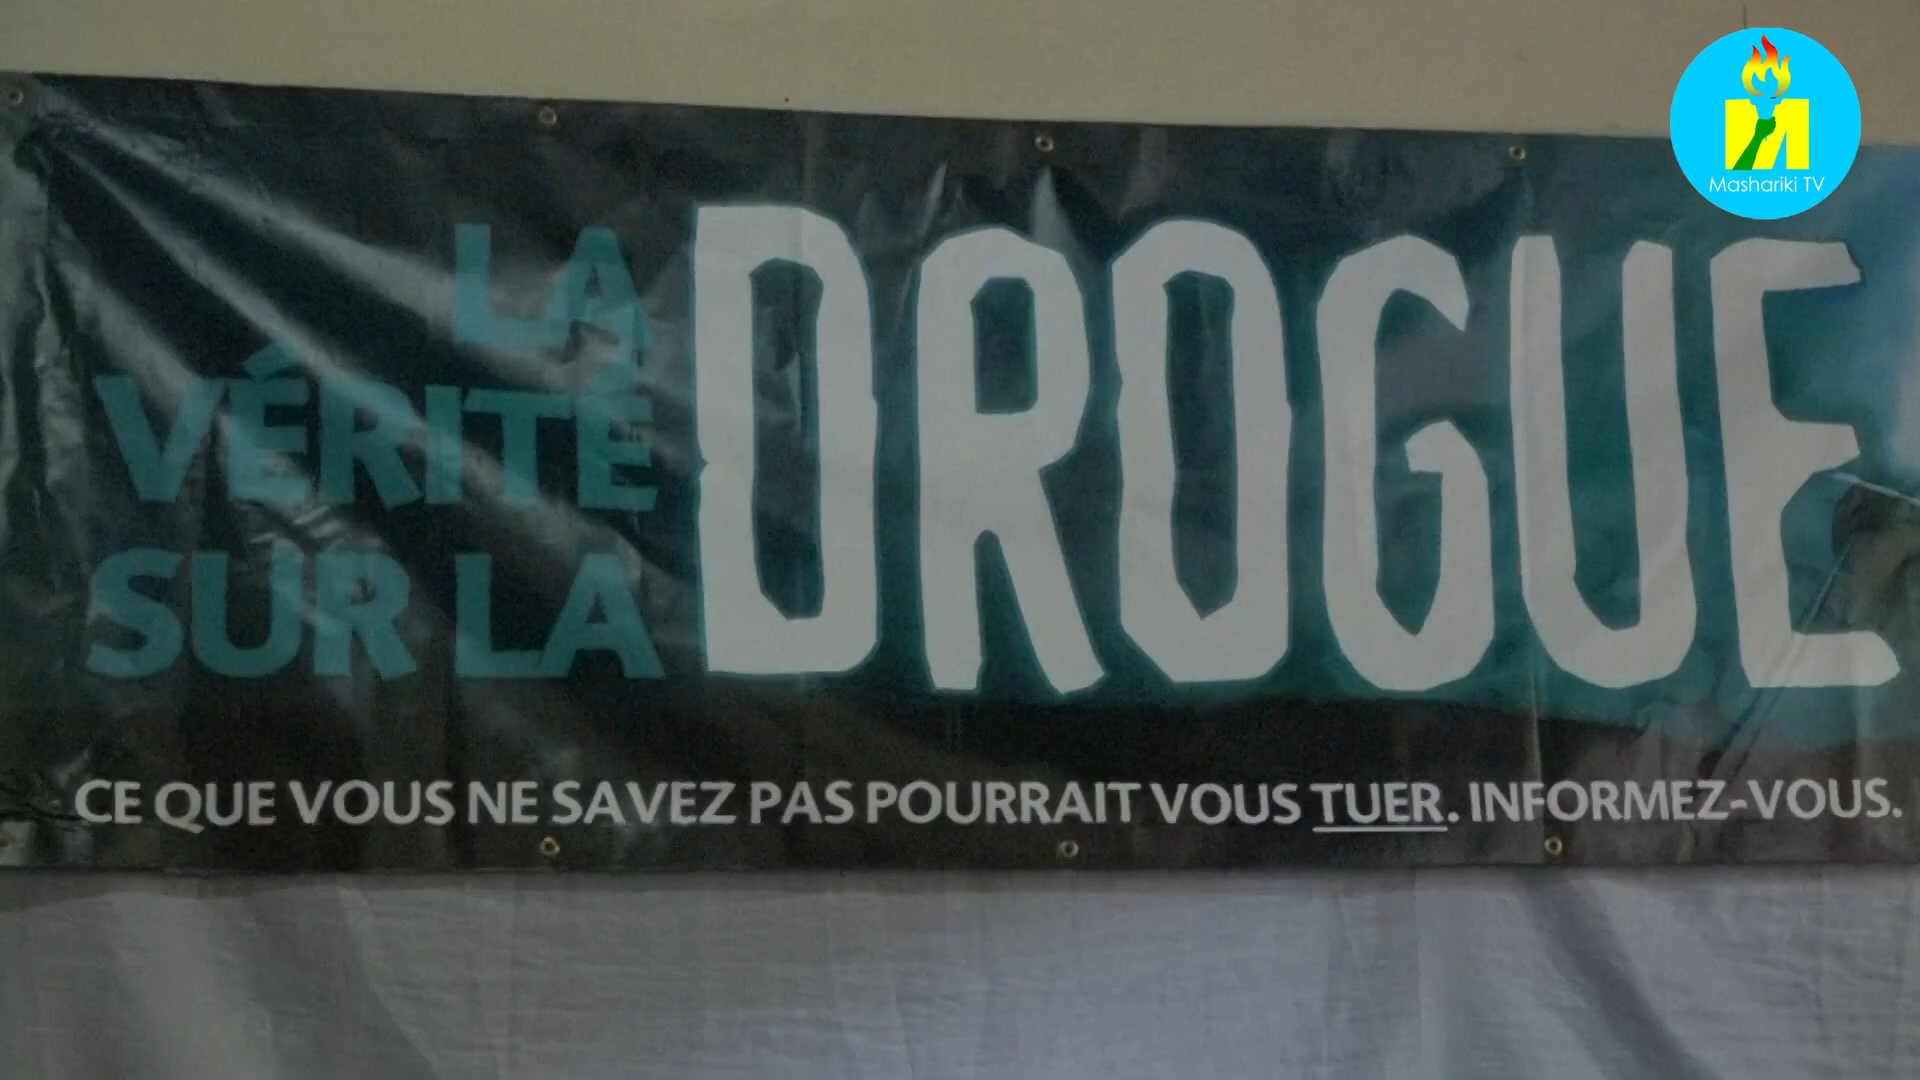 LA
VÉRITÉ
SUR LA
DROGUE
CE QUE VOUS NE SAVEZ PAS POURRAIT VOUS TUER. INFORMEZ-VOUS.
Mashariki TV